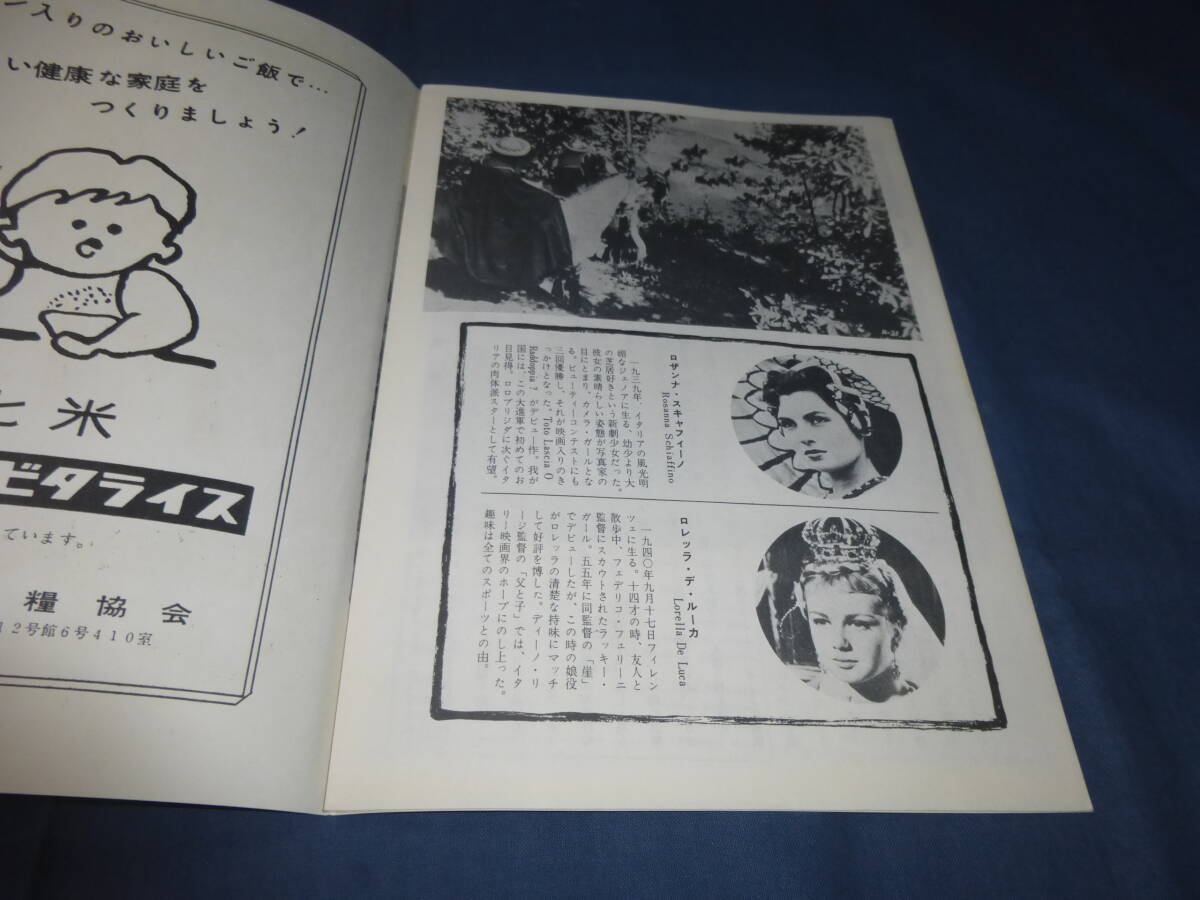 ン入りのおいしいご飯で…
い健康な家庭を
つくりましょう!
米
ビタライス
ています。
糧協会
12号館6号410室
R-21
ロザンナ・スキャフィーノ
Rosanna Schiaffino
一九三九年、イタリアの風光明
媚なジェノアに生る、幼少より大
の芝居好きという新劇少女だった。
彼女の素晴らしい姿態が写真家の
目にとまり、カメラ・ガールとな
る。ビューティーコンテストにも
三回優勝し、それが映画入りのき
っかけとなった。Toto Lascia O
Raddoppia ? がデビュー作。我が
国には、この大進軍で初めてのお
目見得。ロロブリジダに次ぐイタ
リアの肉体派スターとして有望。
ロレッラ・デ・ルーカ
Lorella De Luca
一九四〇年九月十七日フィレン
ツェに生る。十四才の時、友人と
散歩中、フェデリコ・フェリーニ
監督にスカウトされたラッキー・
ガール。五五年に同監督の「崖」
でデビューしたが、この時の娘役
がロレッラの清楚な持味にマッチ
して好評を博した。ディーノ・リ
ージ監督の「父と子」では、イタ
リー映画界のホープにのし上った。
趣味は全てのスポーツとの由。